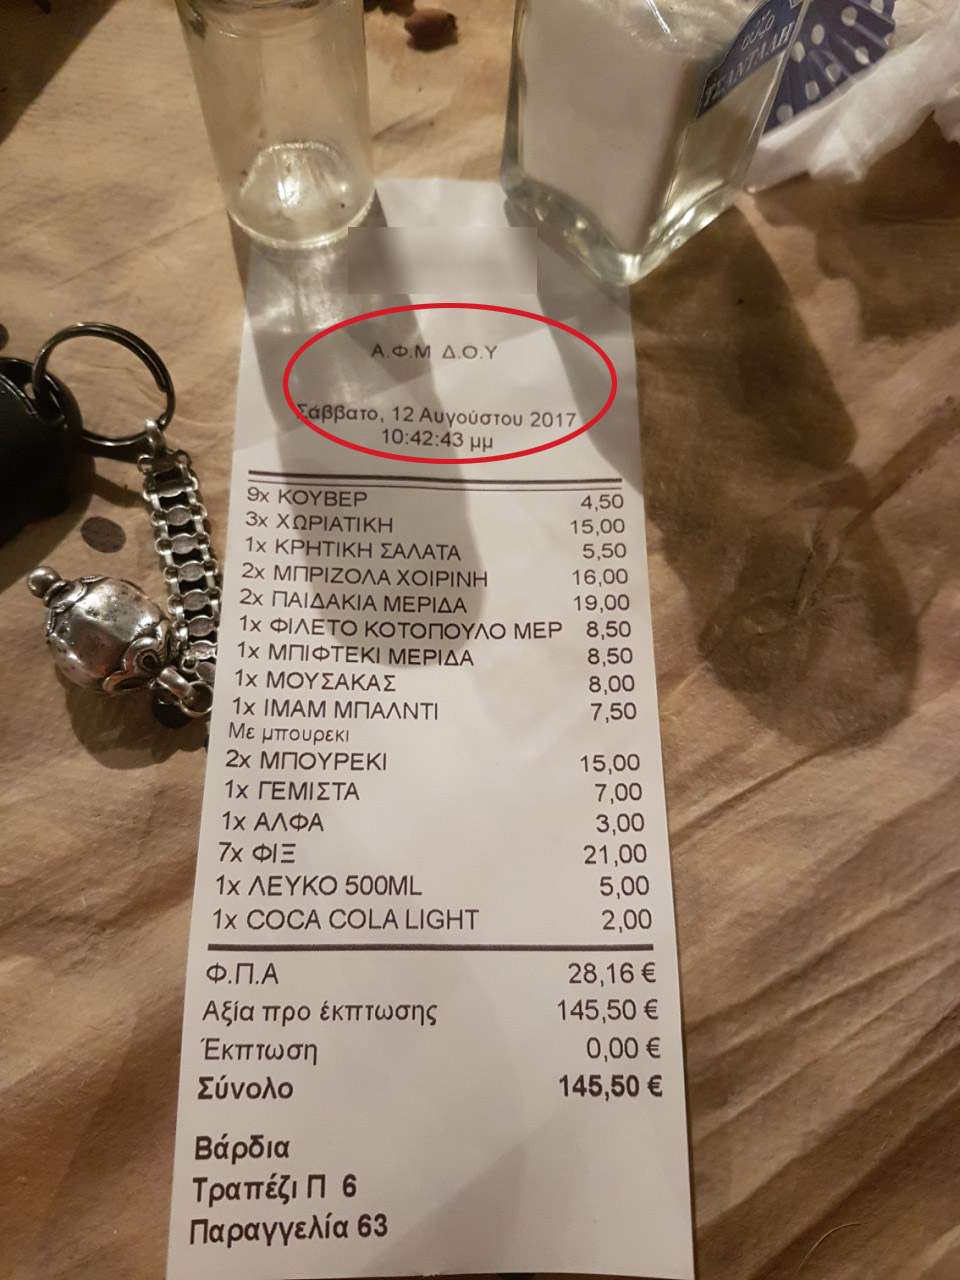 ούζο
ΤΣΑΝΤΑΛΗ
Α.Φ.Μ Δ.Ο.Υ
Σάββατο, 12 Αυγούστου 2017
10:42:43 μμ
9x ΚΟΥΒΕΡ 4,50
3x ΧΩΡΙΑΤΙΚΗ 15,00
1x ΚΡΗΤΙΚΗ ΣΑΛΑΤΑ 5,50
2x ΜΠΡΙΖΟΛΑ ΧΟΙΡΙΝΗ 16,00
2x ΠΑΙΔΑΚΙΑ ΜΕΡΙΔΑ 19,00
1x ΦΙΛΕΤΟ ΚΟΤΟΠΟΥΛΟ ΜΕΡ 8,50
1x ΜΠΙΦΤΕΚΙ ΜΕΡΙΔΑ 8,50
1x ΜΟΥΣΑΚΑΣ 8,00
1x ΙΜΑΜ ΜΠΑΛΝΤΙ 7,50
Με μπουρεκι
2x ΜΠΟΥΡΕΚΙ 15,00
1x ΓΕΜΙΣΤΑ 7,00
1x ΑΛΦΑ 3,00
7x ΦΙΞ 21,00
1x ΛΕΥΚΟ 500ML 5,00
1x COCA COLA LIGHT 2,00
Φ.Π.Α 28,16 €
Αξία προ έκπτωσης 145,50 €
Έκπτωση 0,00 €
Σύνολο 145,50 €
Βάρδια
Τραπέζι Π 6
Παραγγελία 63